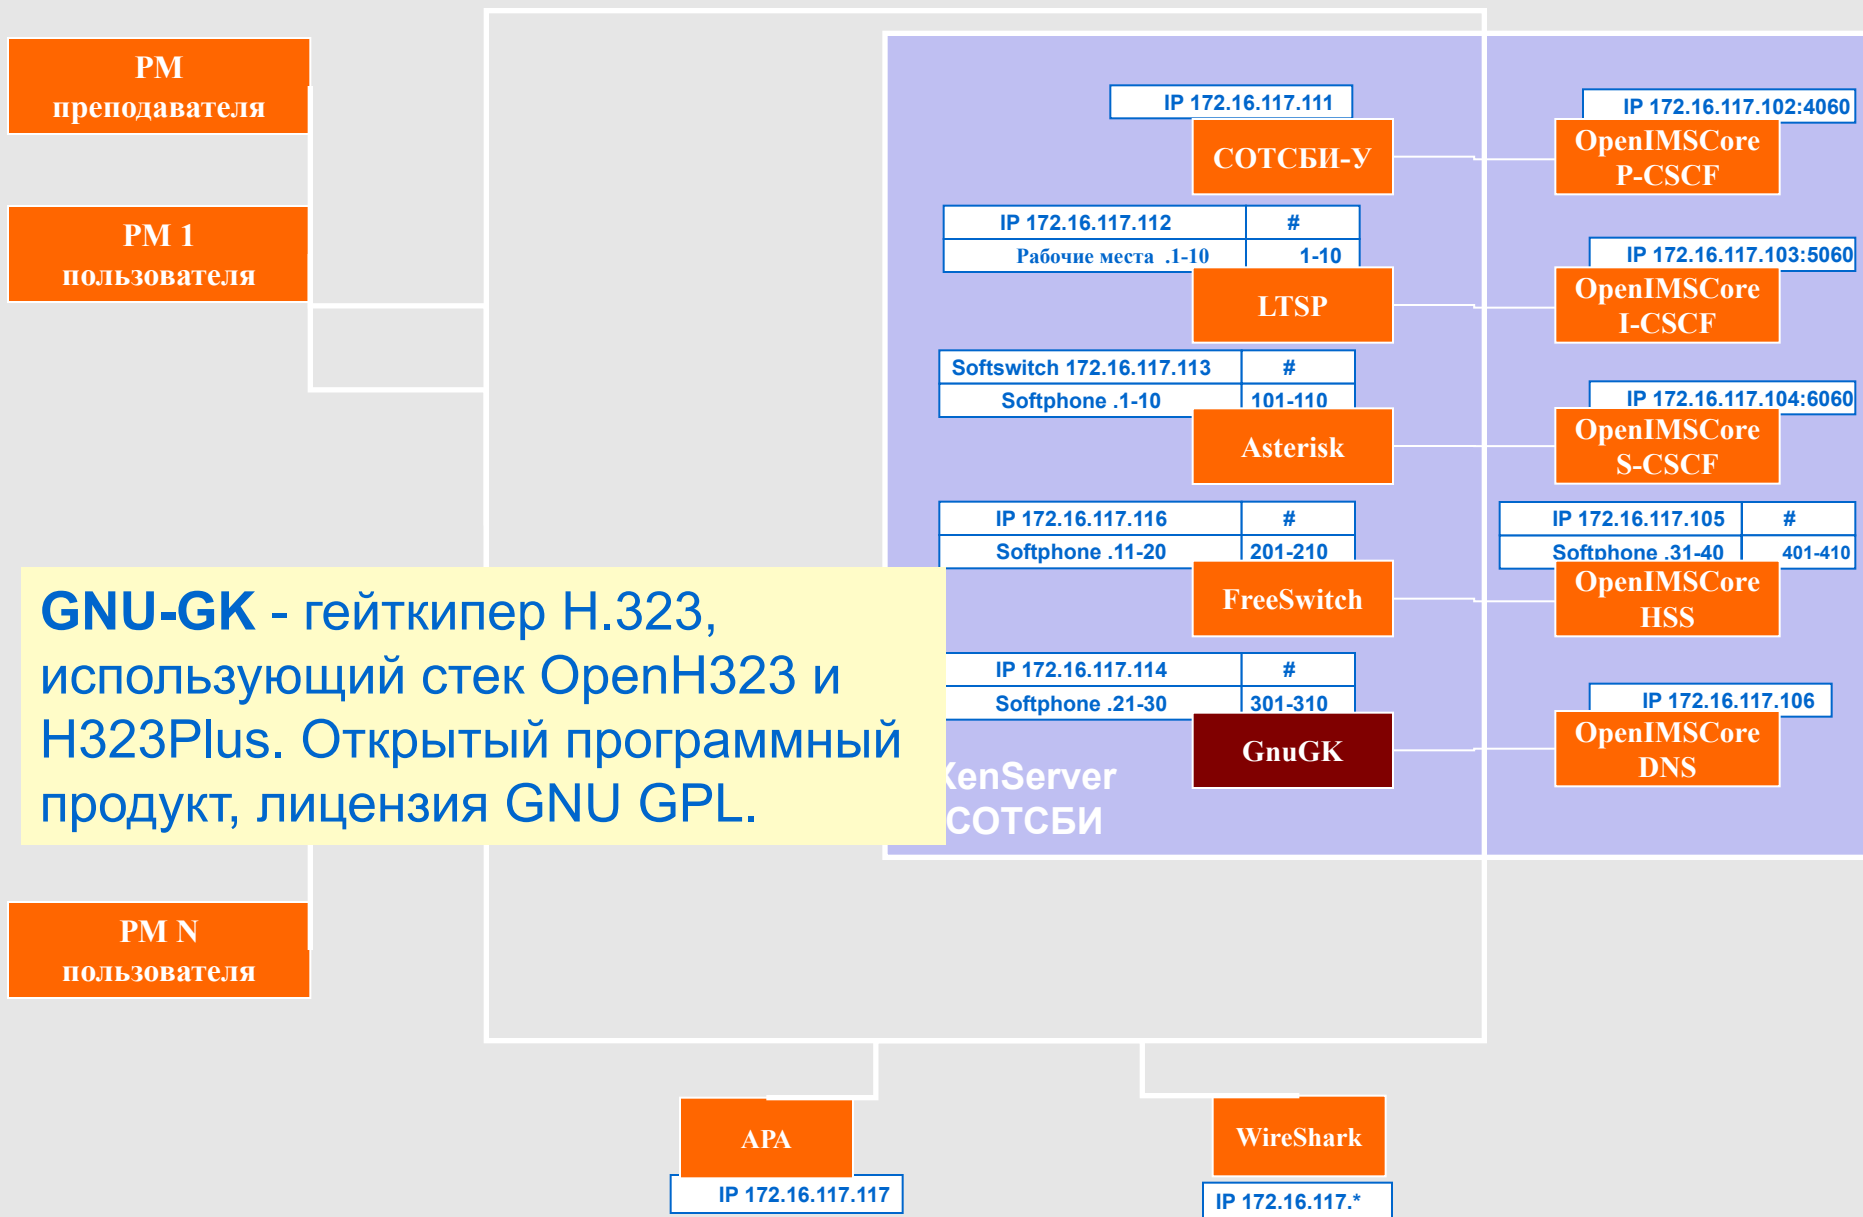 РМ
преподавателя
РМ 1
пользователя
IP 172.16.117.111
СОТСБИ-У
IP 172.16.117.102:4060
OpenIMSCore
P-CSCF
IP 172.16.117.112 #
Рабочие места .1-10 1-10
LTSP
IP 172.16.117.103:5060
OpenIMSCore
I-CSCF
Softswitch 172.16.117.113 #
Softphone .1-10 101-110
Asterisk
IP 172.16.117.104:6060
OpenIMSCore
S-CSCF
IP 172.16.117.116 #
Softphone .11-20 201-210
FreeSwitch
IP 172.16.117.105 #
Softphone .31-40 401-410
OpenIMSCore
HSS
GNU-GK - гейткипер H.323,
использующий стек OpenH323 и
H323Plus. Открытый программный
продукт, лицензия GNU GPL.
IP 172.16.117.114 #
Softphone .21-30 301-310
GnuGK
IP 172.16.117.106
OpenIMSCore
DNS
XenServer
СОТСБИ
РМ N
пользователя
APA
IP 172.16.117.117
WireShark
IP 172.16.117.*